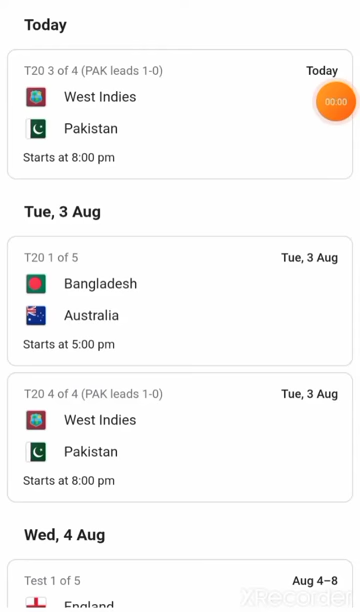 Today
T20 3 of 4 (PAK leads 1-0)
Today
00:00
West Indies
Pakistan
Starts at 8:00 pm
Tue, 3 Aug
T20 1 of 5
Tue, 3 Aug
Bangladesh
Australia
Starts at 5:00 pm
T20 4 of 4 (PAK leads 1-0)
Tue, 3 Aug
West Indies
Pakistan
Starts at 8:00 pm
Wed, 4 Aug
Test 1 of 5
Aug 4–8
England
XRecorder